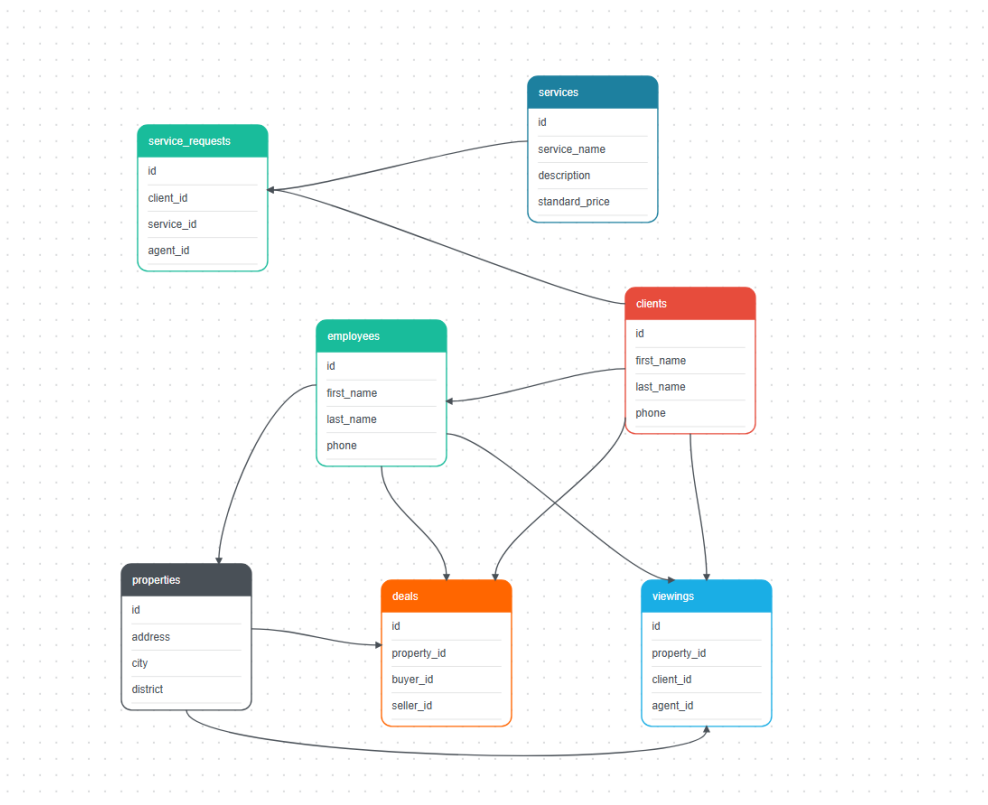 services
id
service_name
description
standard_price
service_requests
id
client_id
service_id
agent_id
clients
id
first_name
last_name
phone
employees
id
first_name
last_name
phone
properties
id
address
city
district
deals
id
property_id
buyer_id
seller_id
viewings
id
property_id
client_id
agent_id